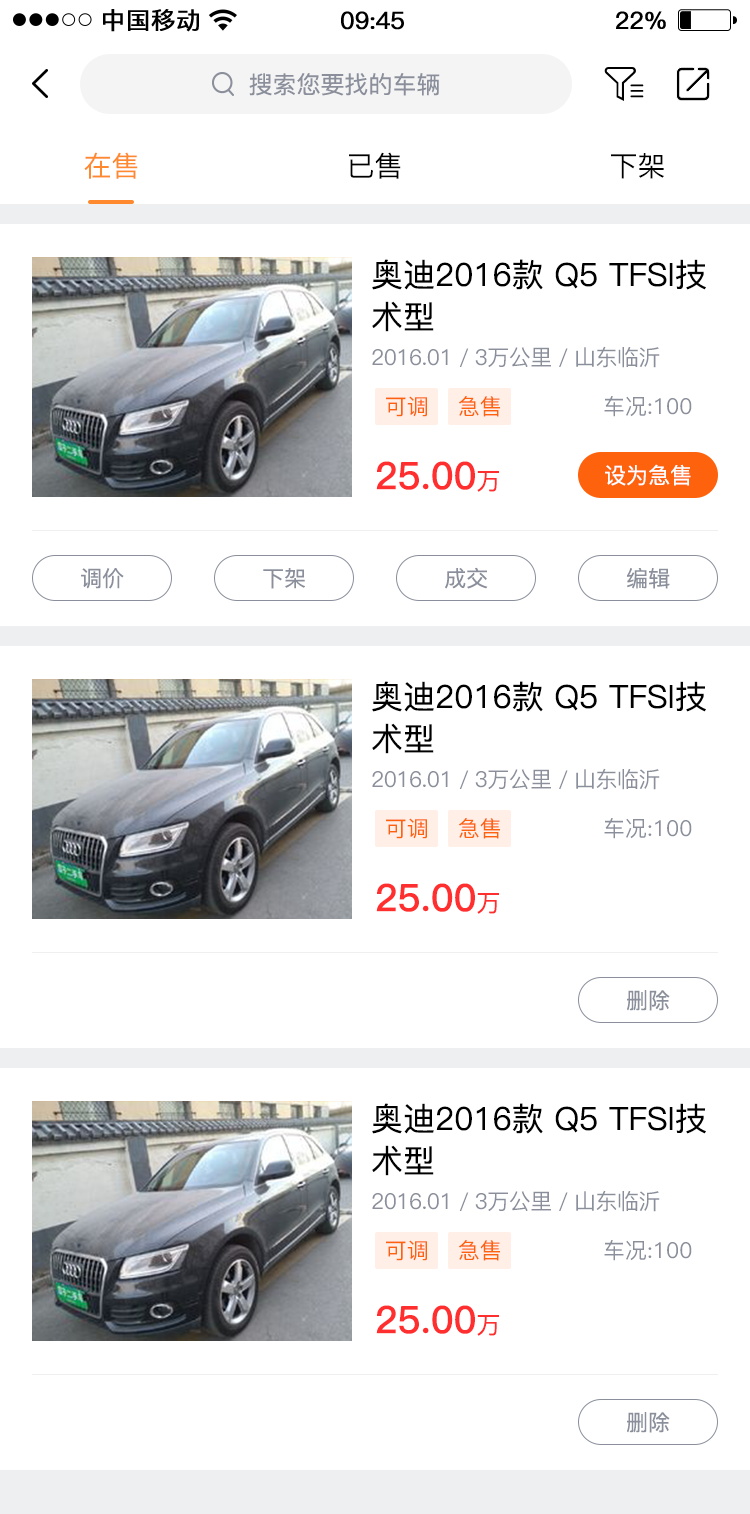 中国移动 09:45 22%
搜索您要找的车辆
在售 已售 下架
奥迪2016款 Q5 TFSI技
术型
2016.01 / 3万公里 / 山东临沂
可调 急售 车况:100
25.00万 设为急售
调价 下架 成交 编辑
奥迪2016款 Q5 TFSI技
术型
2016.01 / 3万公里 / 山东临沂
可调 急售 车况:100
25.00万
删除
奥迪2016款 Q5 TFSI技
术型
2016.01 / 3万公里 / 山东临沂
可调 急售 车况:100
25.00万
删除